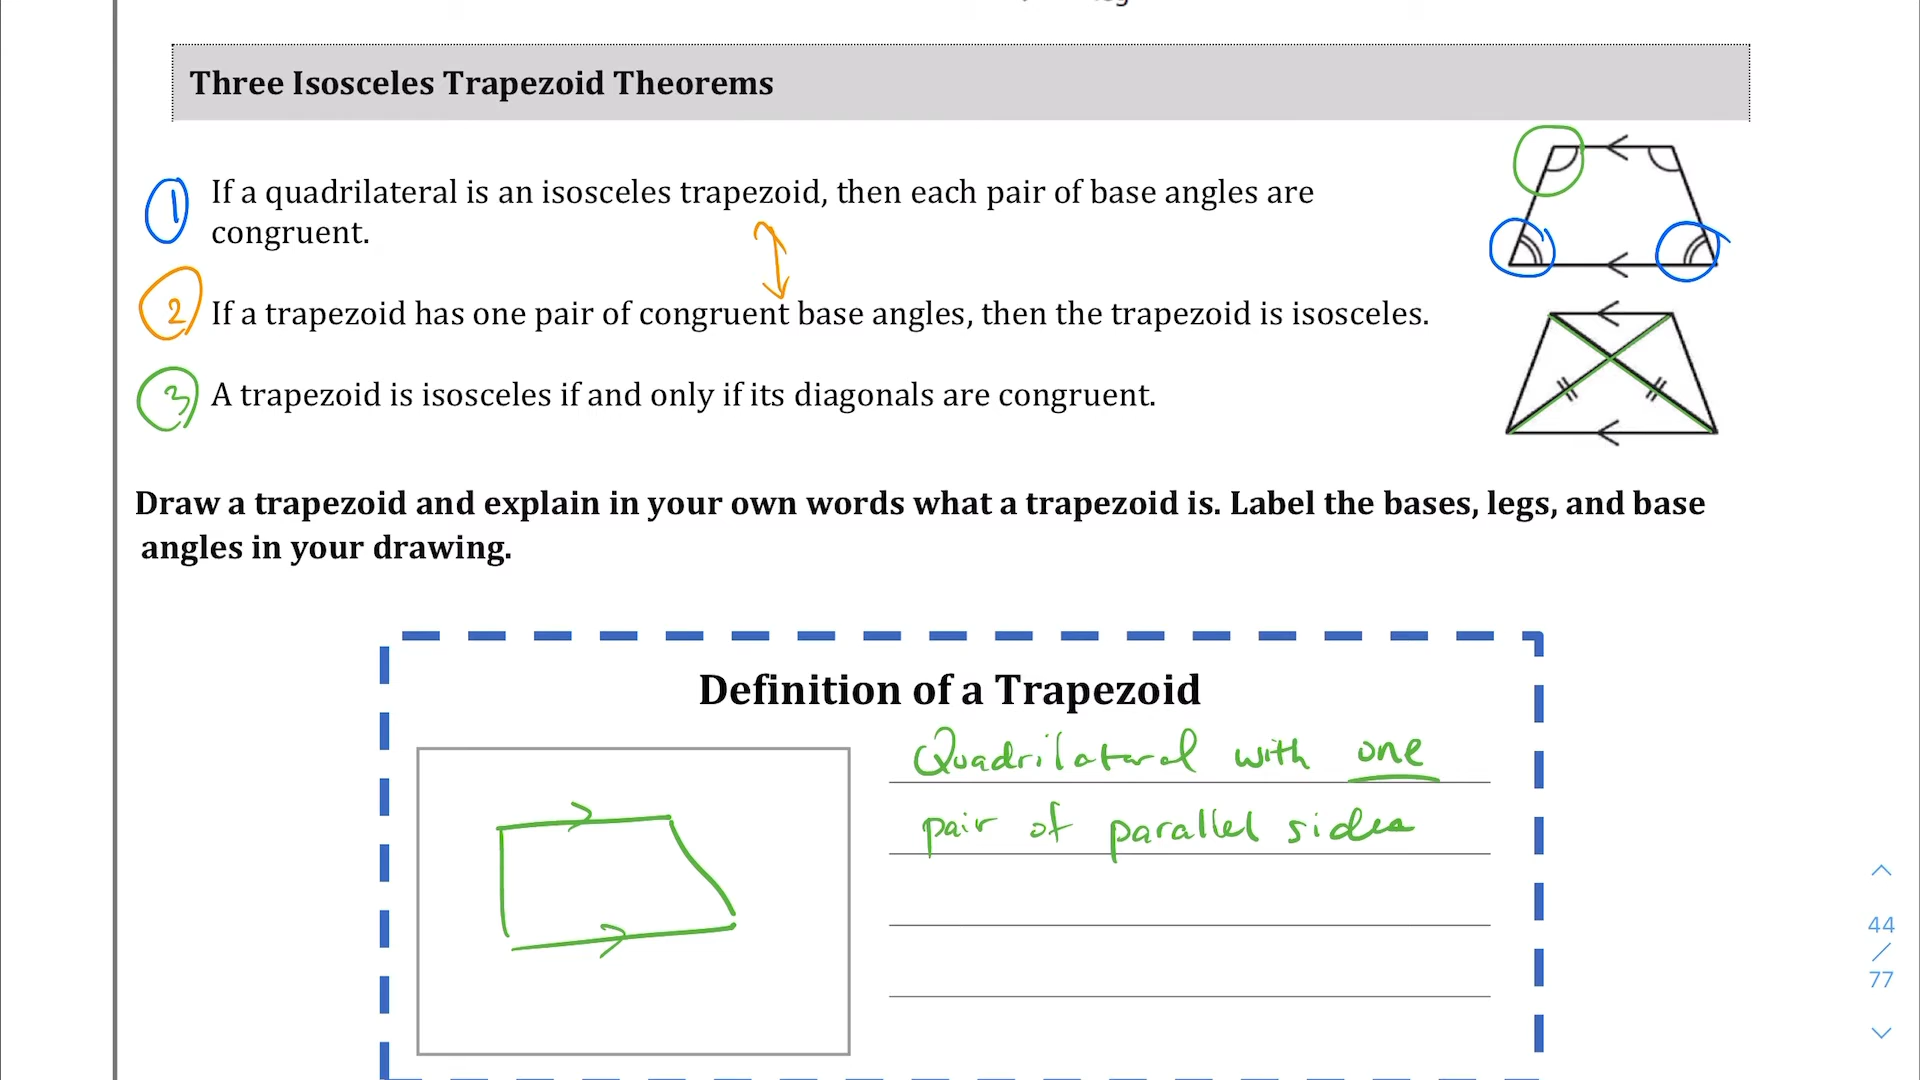 Three Isosceles Trapezoid Theorems
1 If a quadrilateral is an isosceles trapezoid, then each pair of base angles are
congruent.
2 If a trapezoid has one pair of congruent base angles, then the trapezoid is isosceles.
3 A trapezoid is isosceles if and only if its diagonals are congruent.
Draw a trapezoid and explain in your own words what a trapezoid is. Label the bases, legs, and base
angles in your drawing.
Definition of a Trapezoid
Quadrilateral with one
pair of parallel sides
44
/
77